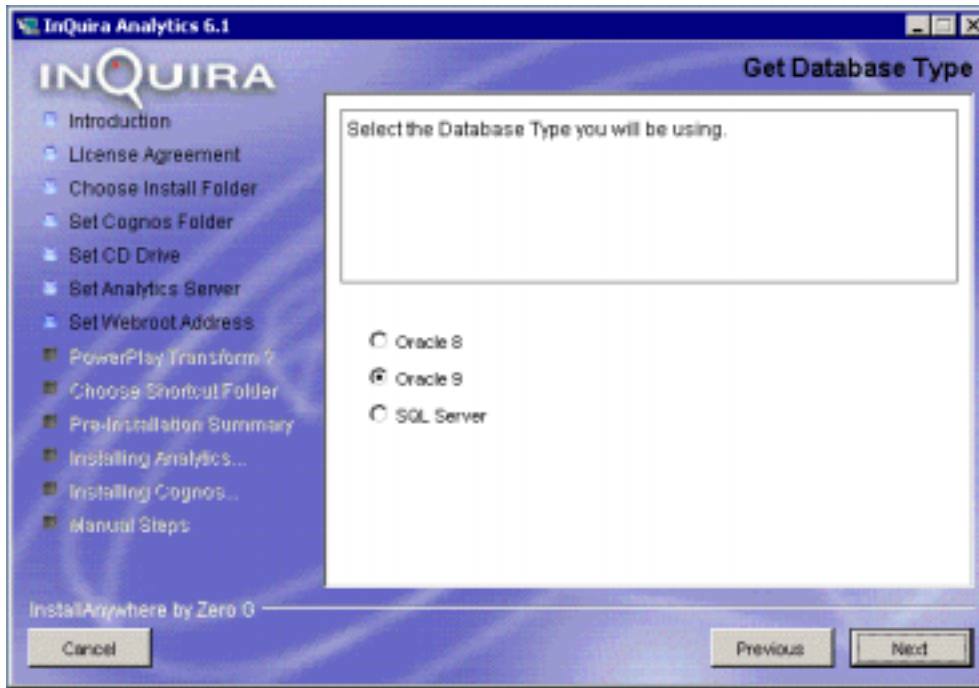 InQuira Analytics 6.1
INQUIRA
Get Database Type
Introduction
License Agreement
Choose Install Folder
Set Cognos Folder
Set CD Drive
Set Analytics Server
Set Webroot Address
PowerPlay Transform ?
Choose Shortcut Folder
Pre-Installation Summary
Installing Analytics...
Installing Cognos...
Manual Steps
Select the Database Type you will be using.
Oracle 8
Oracle 9
SQL Server
InstallAnywhere by Zero G
Cancel
Previous
Next